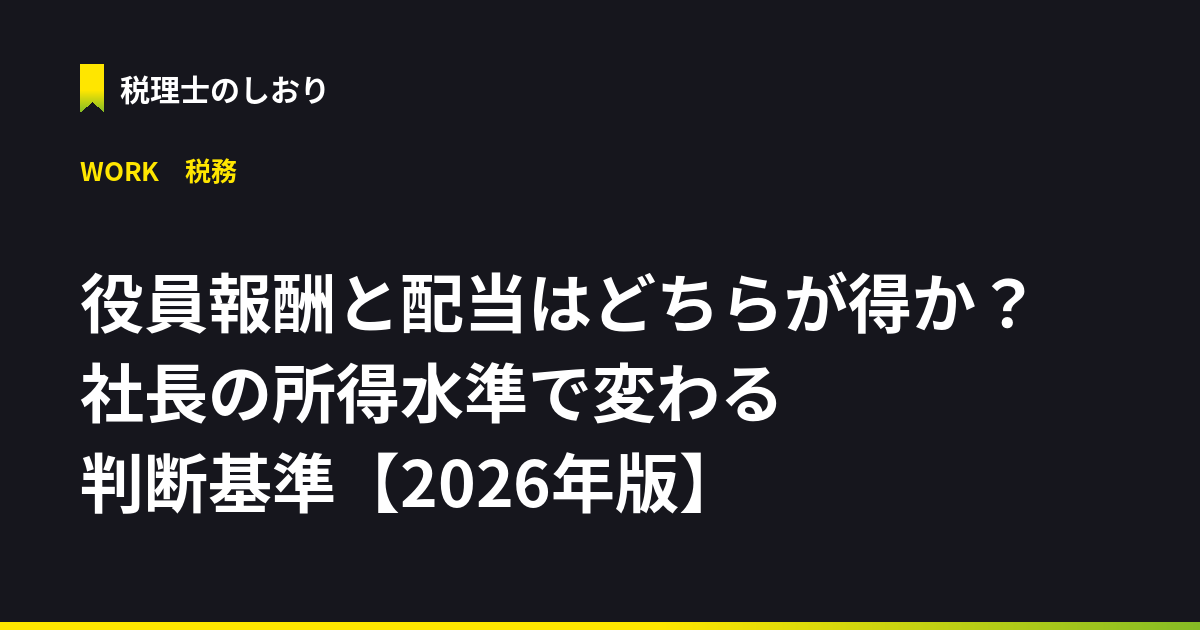 税理士のしおり
WORK　税務
役員報酬と配当はどちらが得か？
社長の所得水準で変わる
判断基準【2026年版】